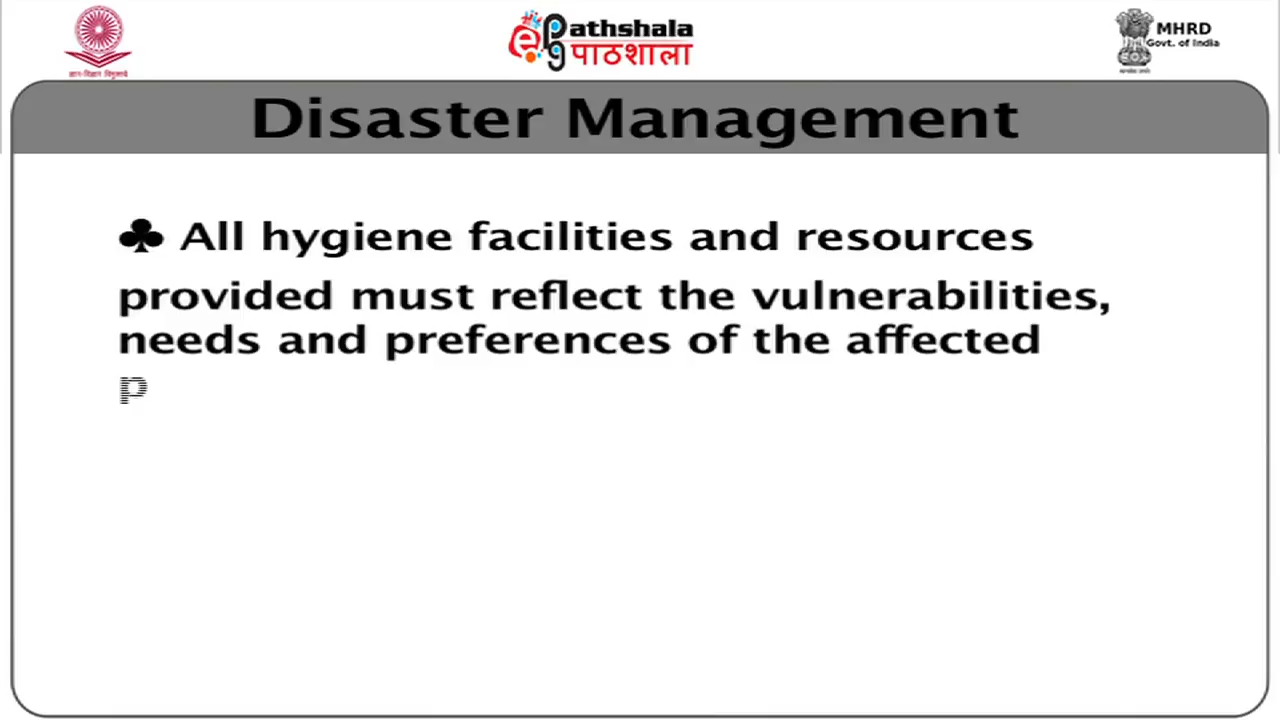 ePG Pathshala
पाठशाला
MHRD
Govt. of India
Disaster Management
♣ All hygiene facilities and resources
provided must reflect the vulnerabilities,
needs and preferences of the affected
p